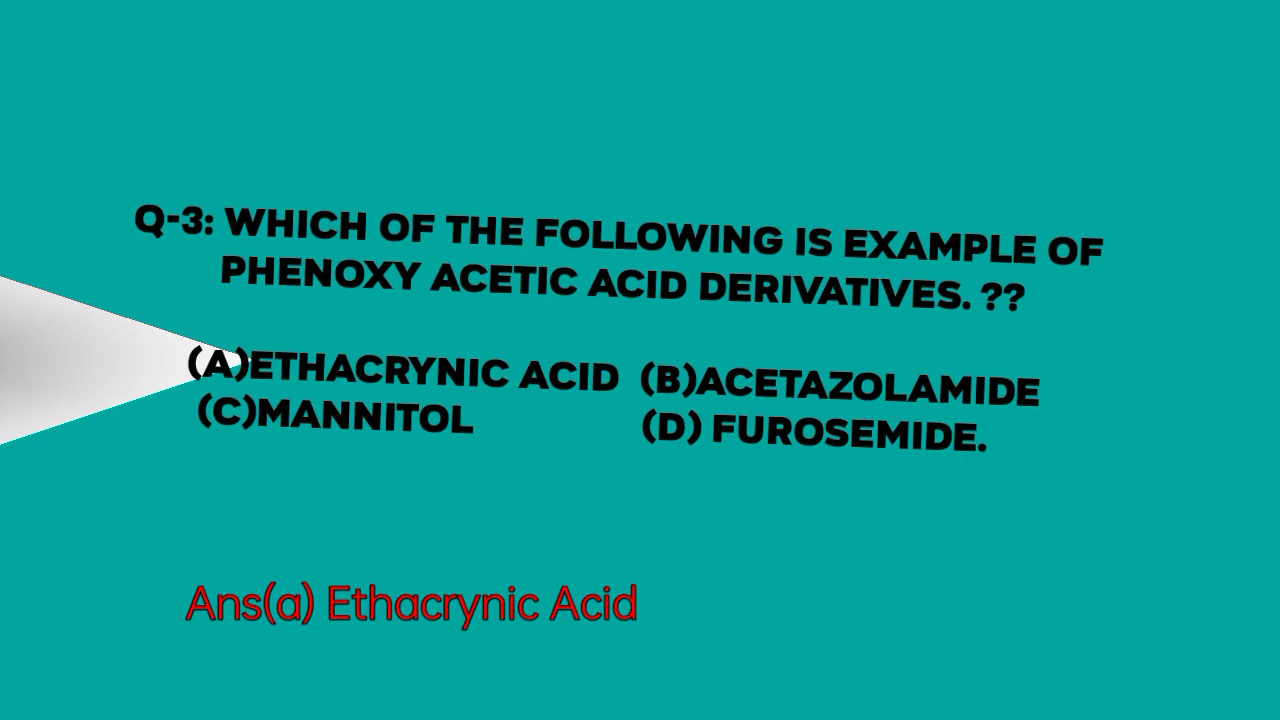 Q-3: WHICH OF THE FOLLOWING IS EXAMPLE OF
PHENOXY ACETIC ACID DERIVATIVES. ??
(A)ETHACRYNIC ACID (B)ACETAZOLAMIDE
(C)MANNITOL (D) FUROSEMIDE.
Ans(a) Ethacrynic Acid